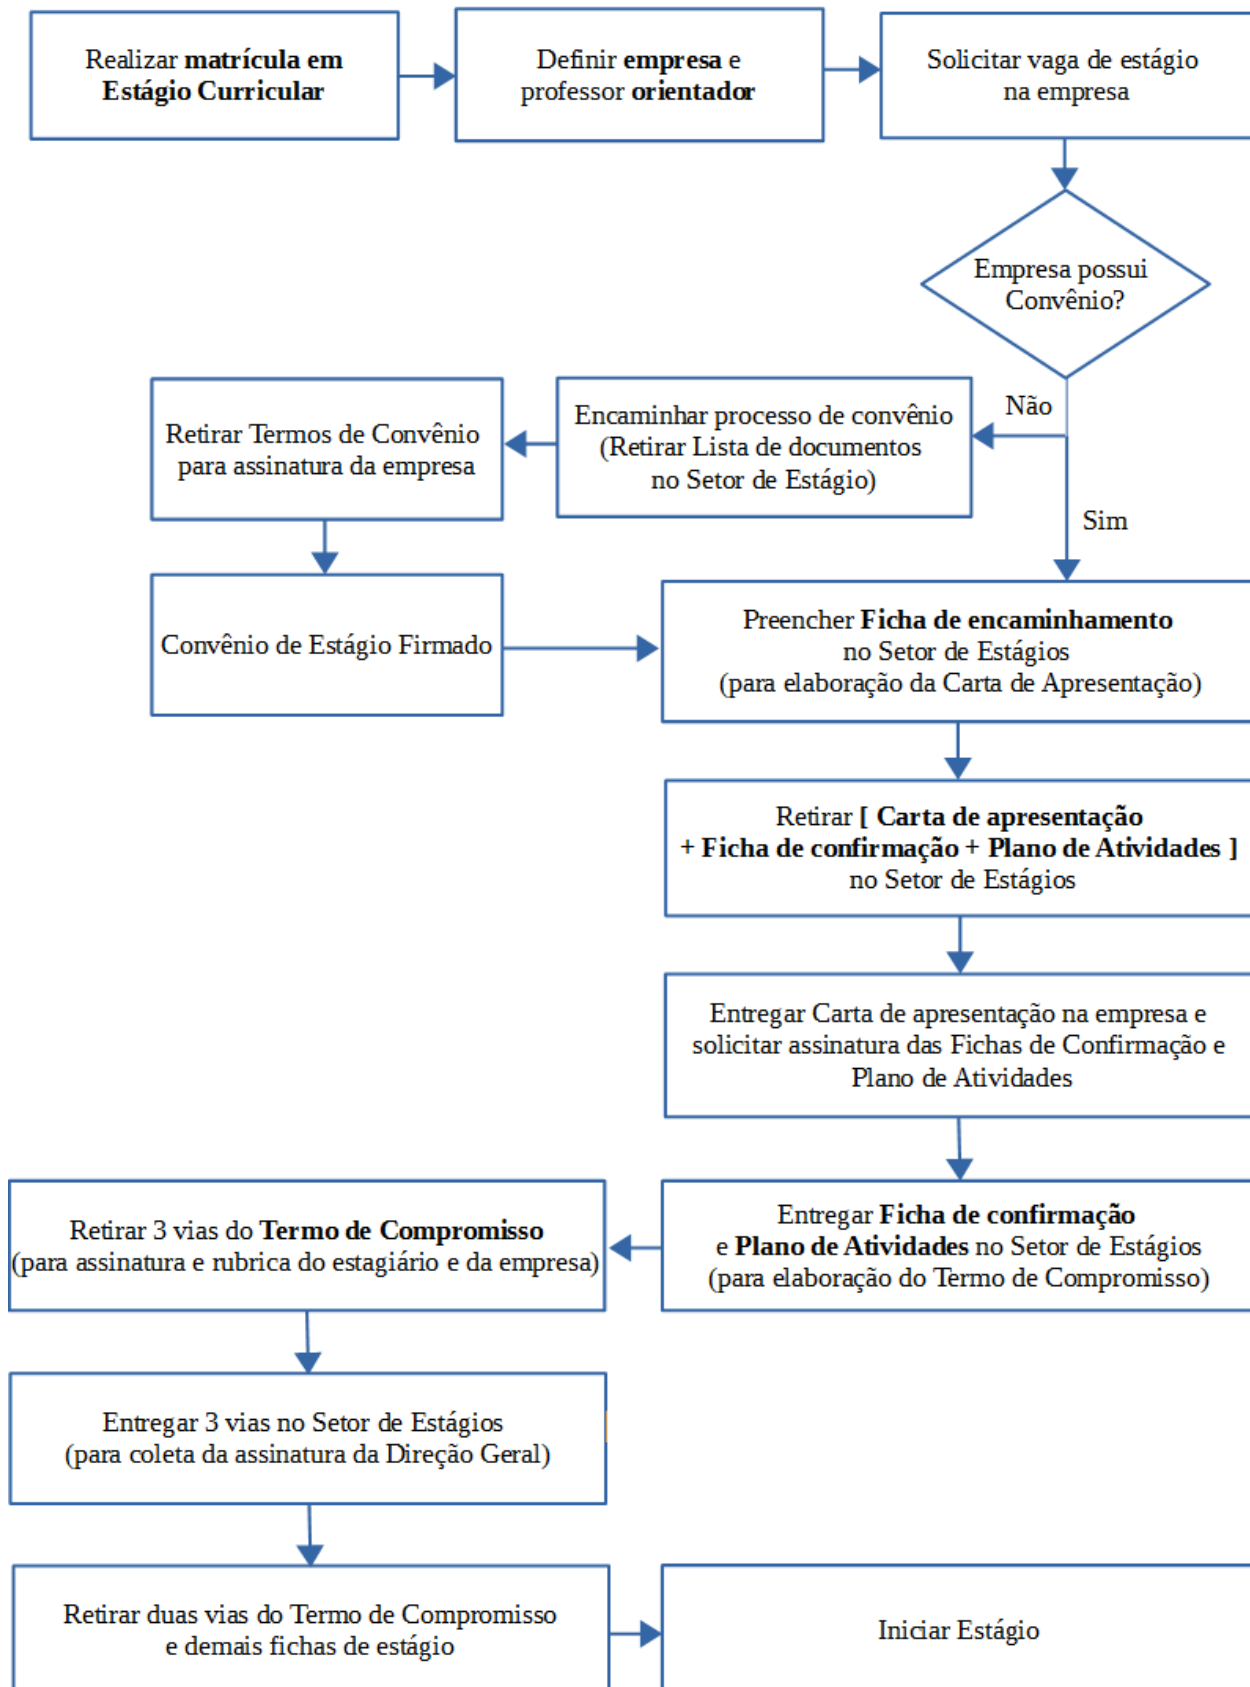 Realizar matrícula em
Estágio Curricular
Definir empresa e
professor orientador
Solicitar vaga de estágio
na empresa
Empresa possui
Convênio?
Não
Sim
Encaminhar processo de convênio
(Retirar Lista de documentos
no Setor de Estágio)
Retirar Termos de Convênio
para assinatura da empresa
Convênio de Estágio Firmado
Preencher Ficha de encaminhamento
no Setor de Estágios
(para elaboração da Carta de Apresentação)
Retirar [ Carta de apresentação
+ Ficha de confirmação + Plano de Atividades ]
no Setor de Estágios
Entregar Carta de apresentação na empresa e
solicitar assinatura das Fichas de Confirmação e
Plano de Atividades
Entregar Ficha de confirmação
e Plano de Atividades no Setor de Estágios
(para elaboração do Termo de Compromisso)
Retirar 3 vias do Termo de Compromisso
(para assinatura e rubrica do estagiário e da empresa)
Entregar 3 vias no Setor de Estágios
(para coleta da assinatura da Direção Geral)
Retirar duas vias do Termo de Compromisso
e demais fichas de estágio
Iniciar Estágio